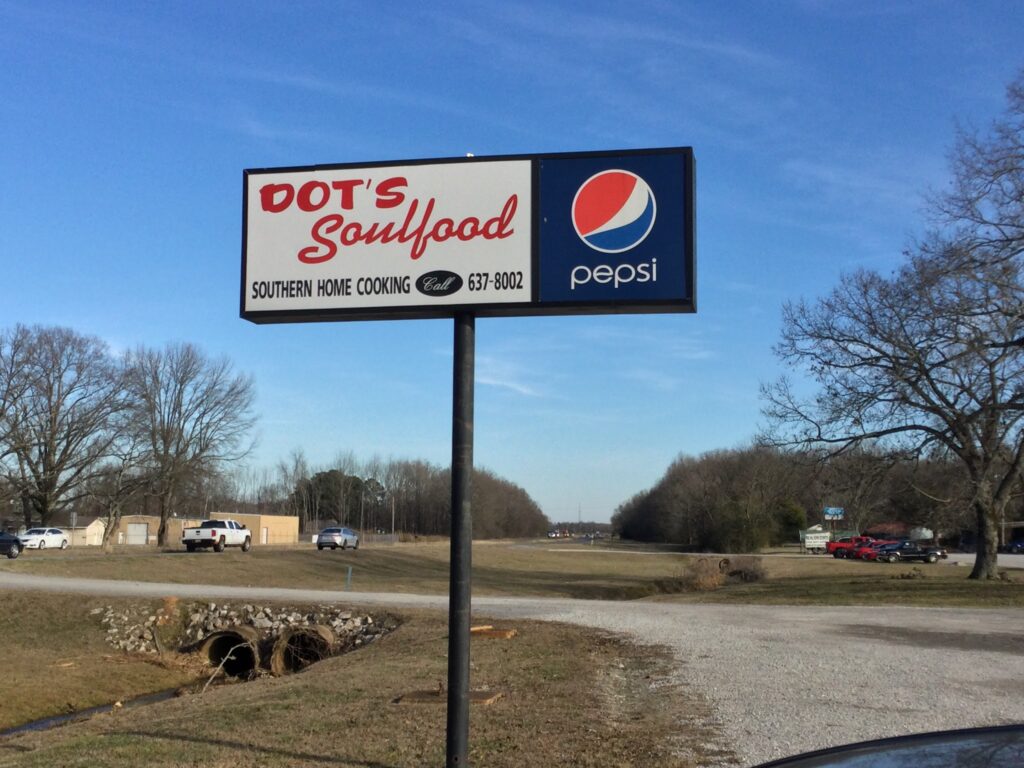 DOT'S
Soulfood
SOUTHERN HOME COOKING Call 637-8002
pepsi